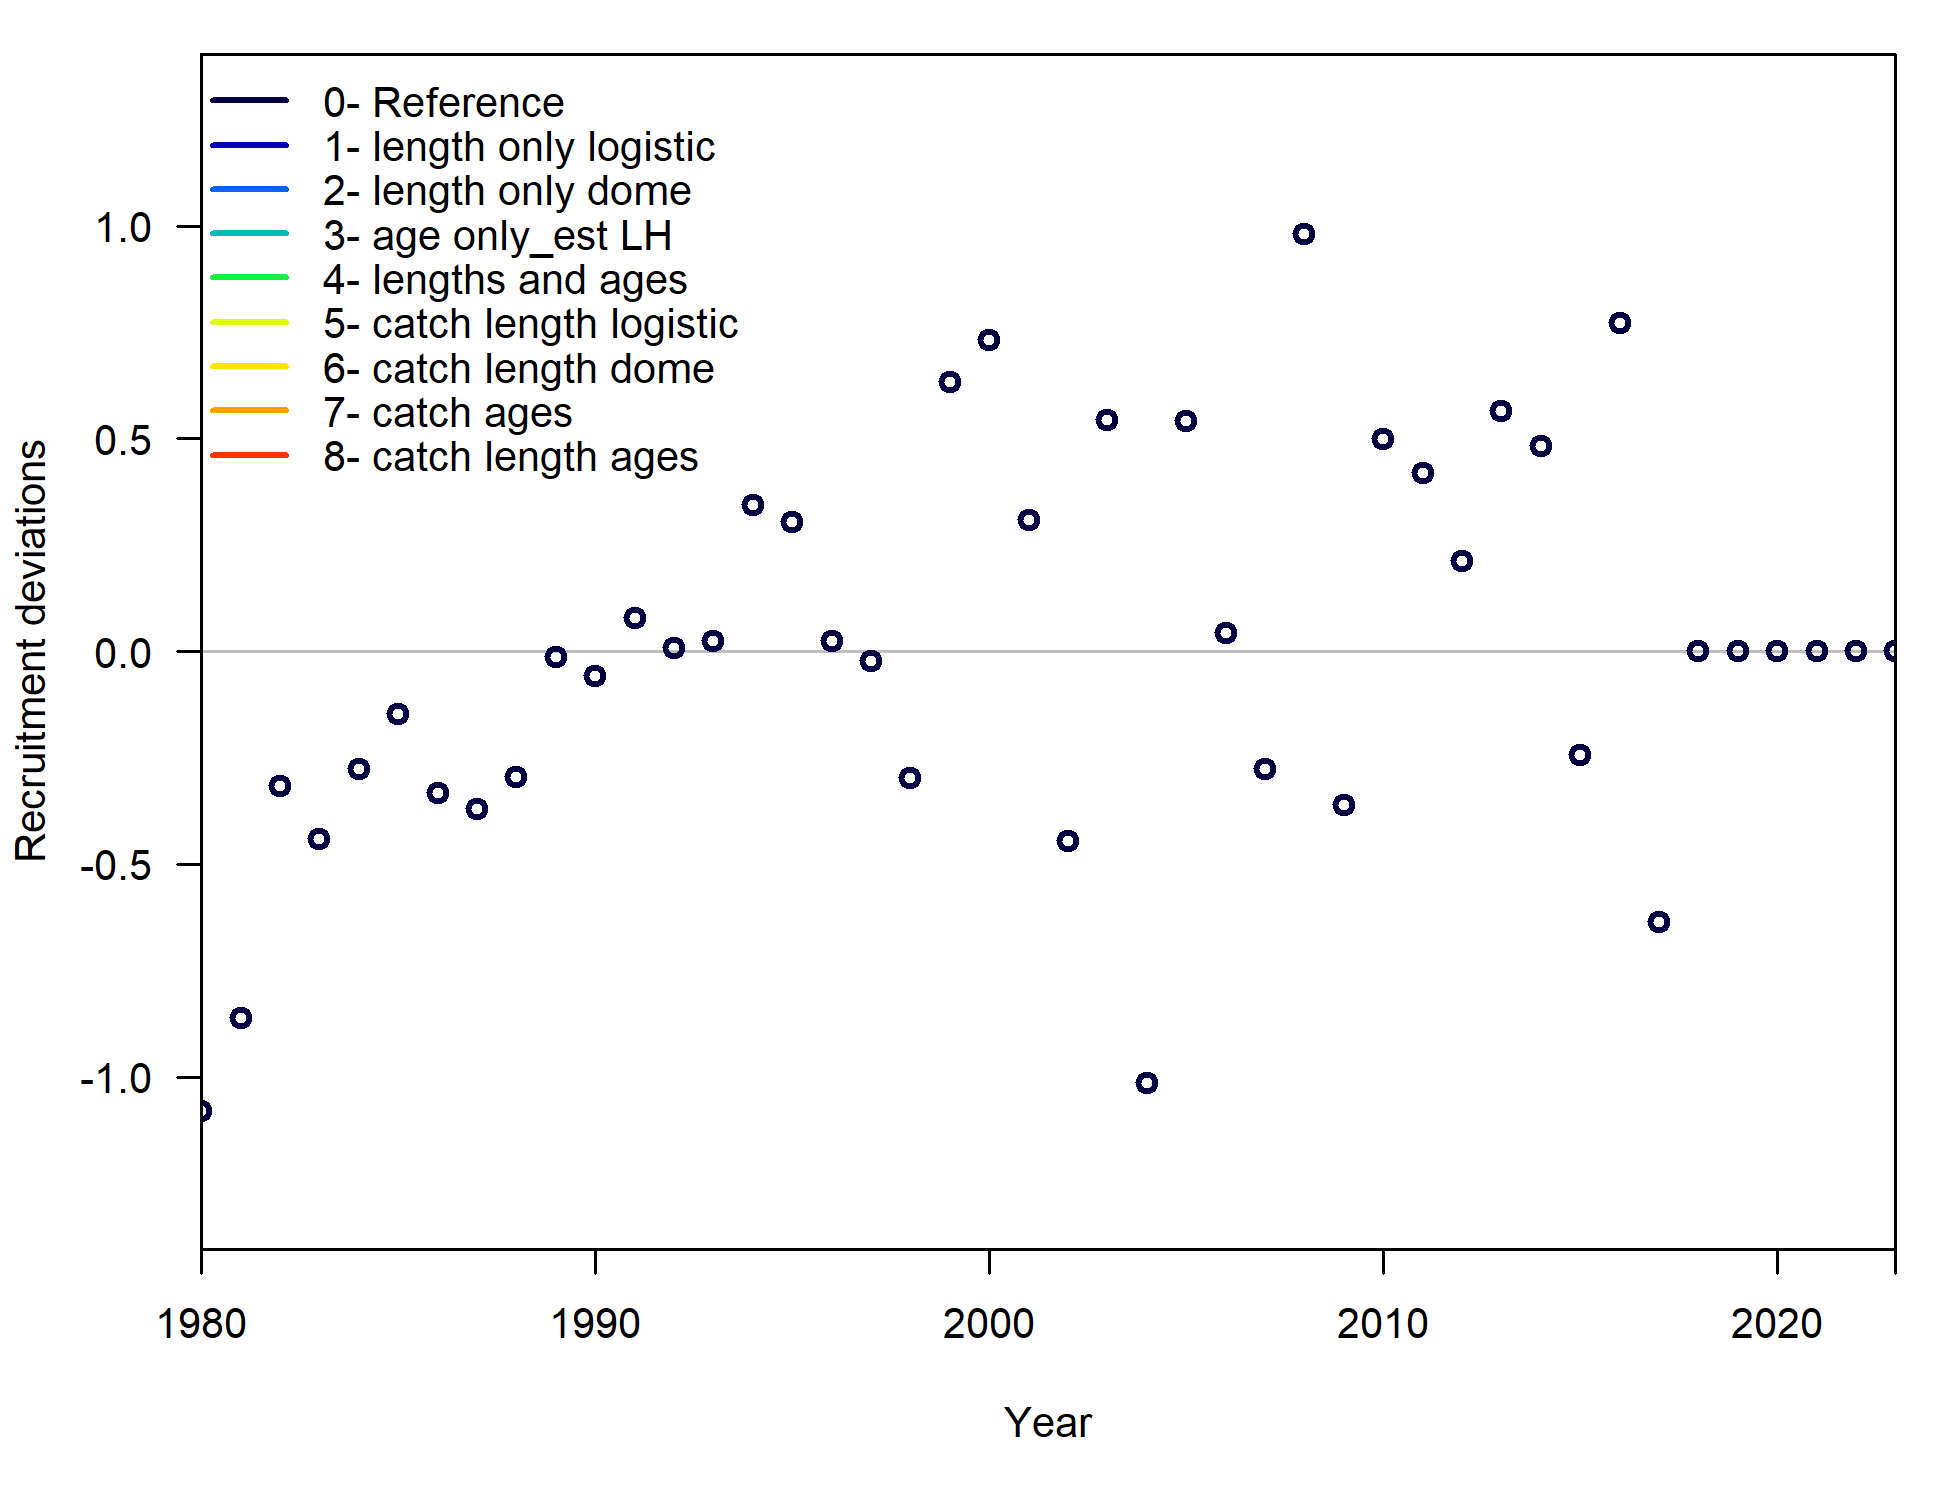 0- Reference
1- length only logistic
2- length only dome
3- age only_est LH
4- lengths and ages
5- catch length logistic
6- catch length dome
7- catch ages
8- catch length ages
1.0
0.5
0.0
-0.5
-1.0
Recruitment deviations
1980 1990 2000 2010 2020
Year